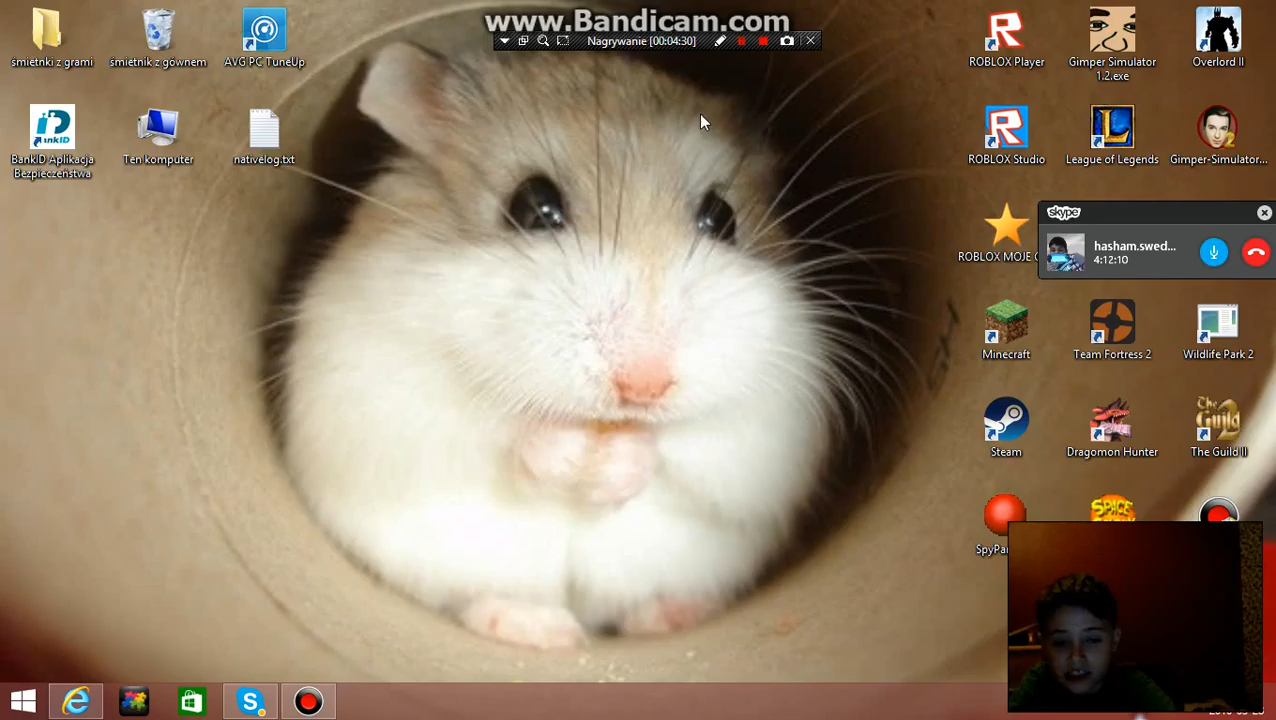 www.Bandicam.com
Nagrywanie [00:04:30]
śmietnki z grami
śmietnik z gównem
AVG PC TuneUp
ROBLOX Player
Gimper Simulator
1.2.exe
Overlord II
BankID Aplikacja
Bezpieczeństwa
Ten komputer
nativelog.txt
ROBLOX Studio
League of Legends
Gimper-Simulator...
skype
hasham.swed...
4:12:10
ROBLOX MOJE
Minecraft
Team Fortress 2
Wildlife Park 2
Steam
Dragomon Hunter
The Guild II